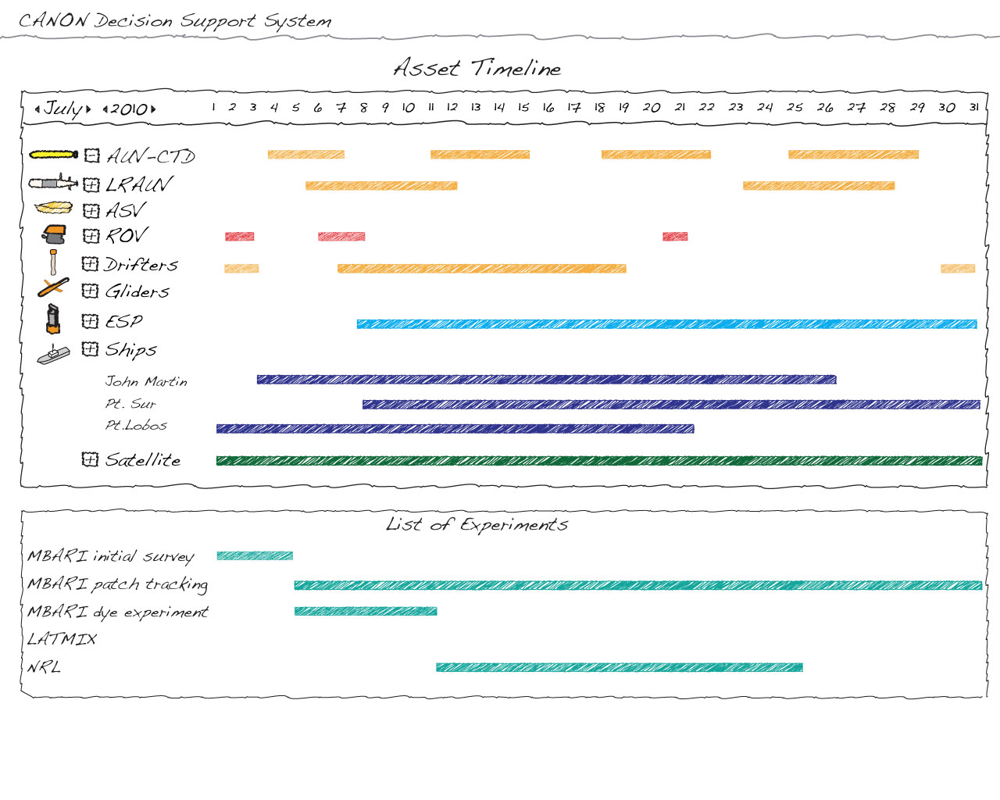 CANON Decision Support System
Asset Timeline
July 2010 1 2 3 4 5 6 7 8 9 10 11 12 13 14 15 16 17 18 19 20 21 22 23 24 25 26 27 28 29 30 31
AUV-CTD
LRAUV
ASV
ROV
Drifters
Gliders
ESP
Ships
John Martin
Pt. Sur
Pt.Lobos
Satellite
List of Experiments
MBARI initial survey
MBARI patch tracking
MBARI dye experiment
LATMIX
NRL